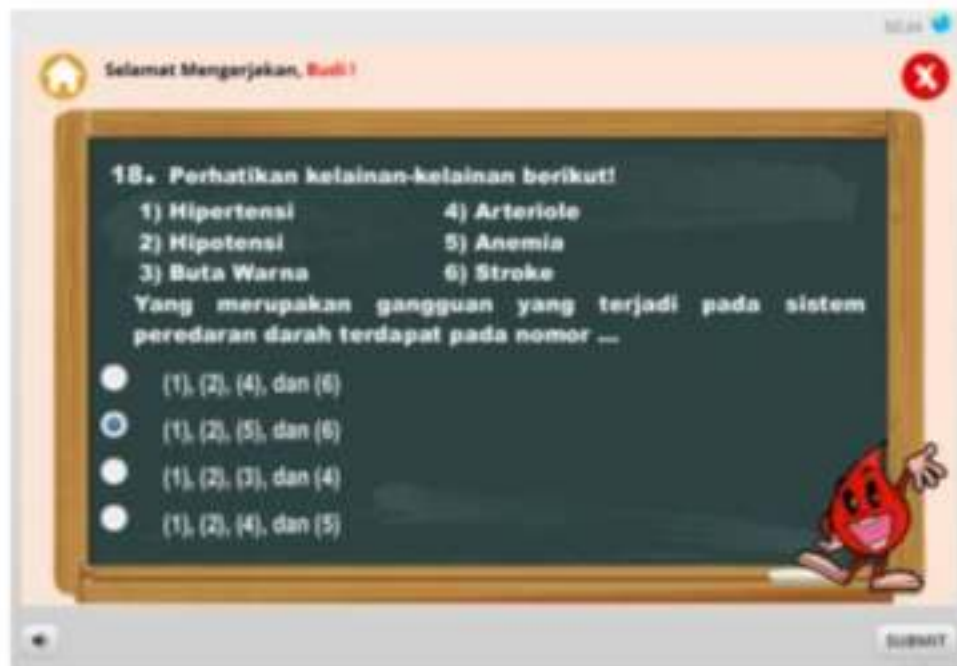 Selamat Mengerjakan, Budi !
18. Perhatikan kelainan-kelainan berikut!
1) Hipertensi 4) Arteriole
2) Hipotensi 5) Anemia
3) Buta Warna 6) Stroke
Yang merupakan gangguan yang terjadi pada sistem
peredaran darah terdapat pada nomor ...
(1), (2), (4), dan (6)
(1), (2), (5), dan (6)
(1), (2), (3), dan (4)
(1), (2), (4), dan (5)
SUBMIT